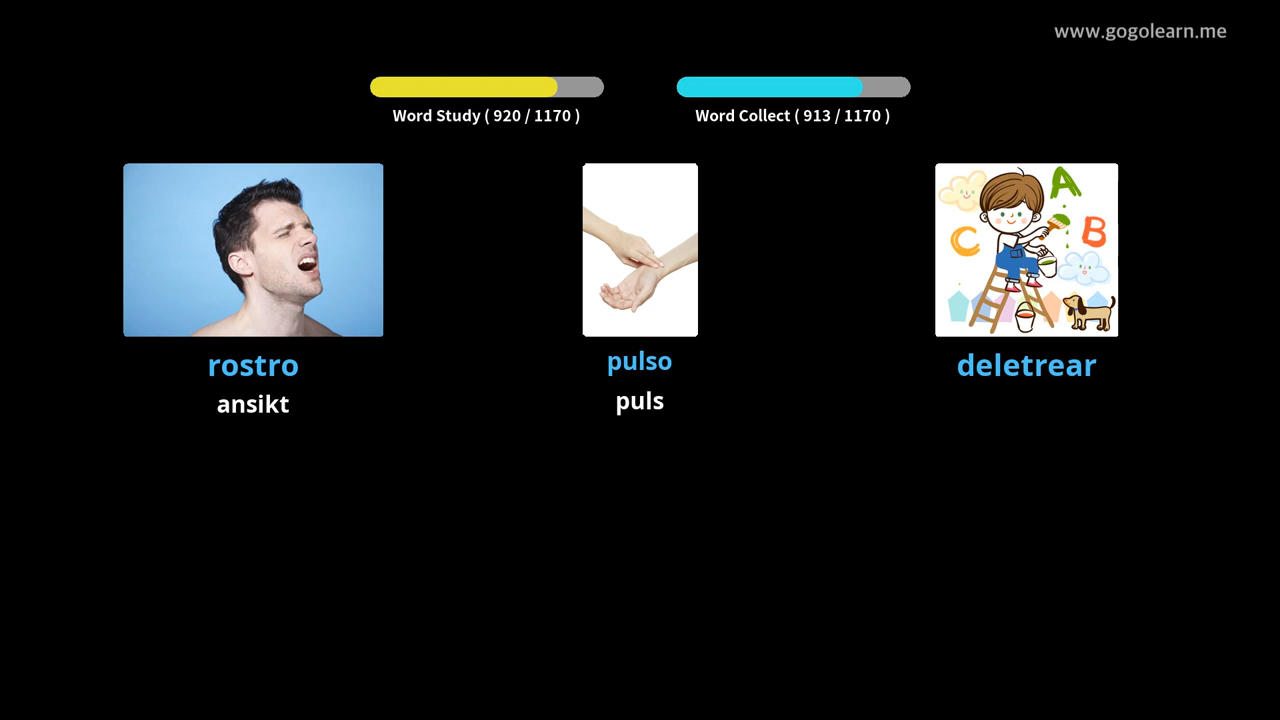 www.gogolearn.me
Word Study ( 920 / 1170 )
Word Collect ( 913 / 1170 )
rostro
ansikt
pulso
puls
deletrear
A
B
C